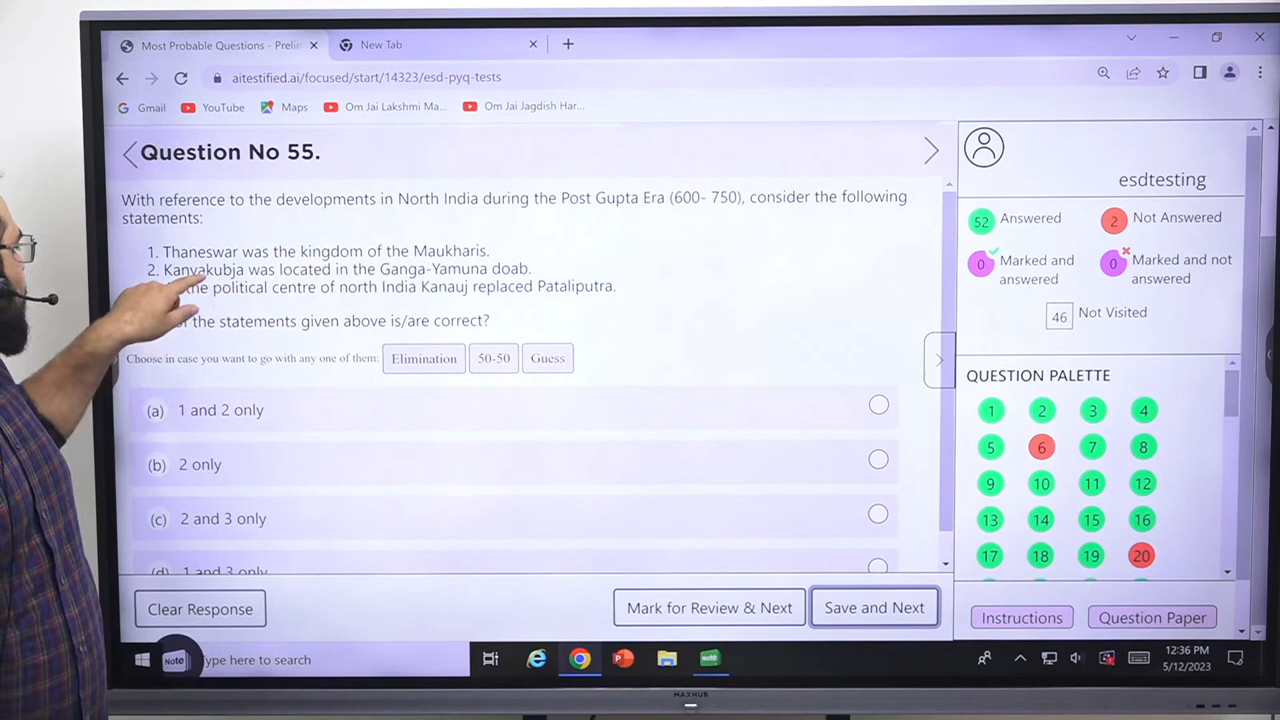 Most Probable Questions - Prelin
New Tab
aitestified.ai/focused/start/14323/esd-pyq-tests
Gmail
YouTube
Maps
Om Jai Lakshmi Ma...
Om Jai Jagdish Har...
Question No 55.
With reference to the developments in North India during the Post Gupta Era (600- 750), consider the following
statements:
1. Thaneswar was the kingdom of the Maukharis.
2. Kanyakubja was located in the Ganga-Yamuna doab.
the political centre of north India Kanauj replaced Pataliputra.
the statements given above is/are correct?
Choose in case you want to go with any one of them:
Elimination
50-50
Guess
(a) 1 and 2 only
(b) 2 only
(c) 2 and 3 only
(d) 1 and 3 only
Clear Response
Mark for Review & Next
Save and Next
esdtesting
52 Answered
2 Not Answered
0 Marked and
answered
0 Marked and not
answered
46 Not Visited
QUESTION PALETTE
1 2 3 4
5 6 7 8
9 10 11 12
13 14 15 16
17 18 19 20
Instructions
Question Paper
Note
ype here to search
Note
12:36 PM
5/12/2023
MAXHUB